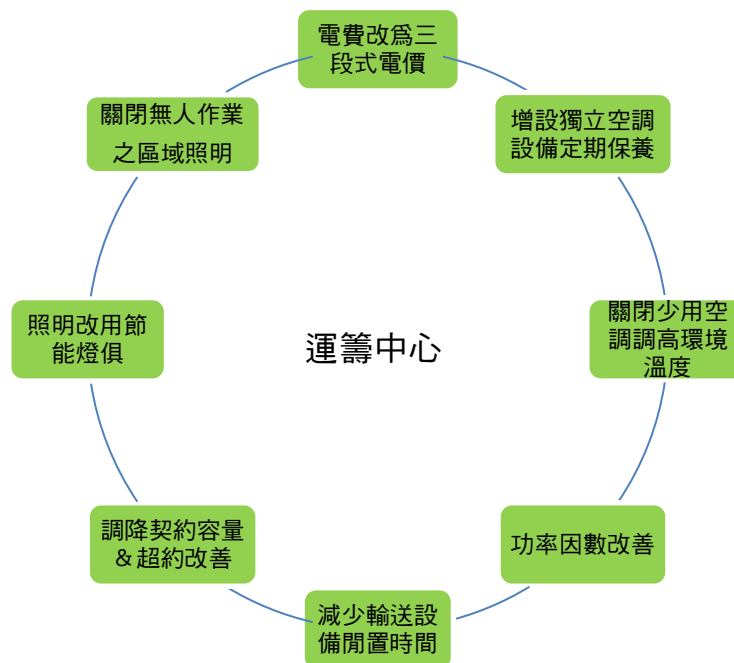 電費改為三
段式電價
增設獨立空調
設備定期保養
關閉少用空
調調高環境
溫度
功率因數改善
減少輸送設
備閒置時間
調降契約容量
&超約改善
照明改用節
能燈俱
關閉無人作業
之區域照明
運籌中心